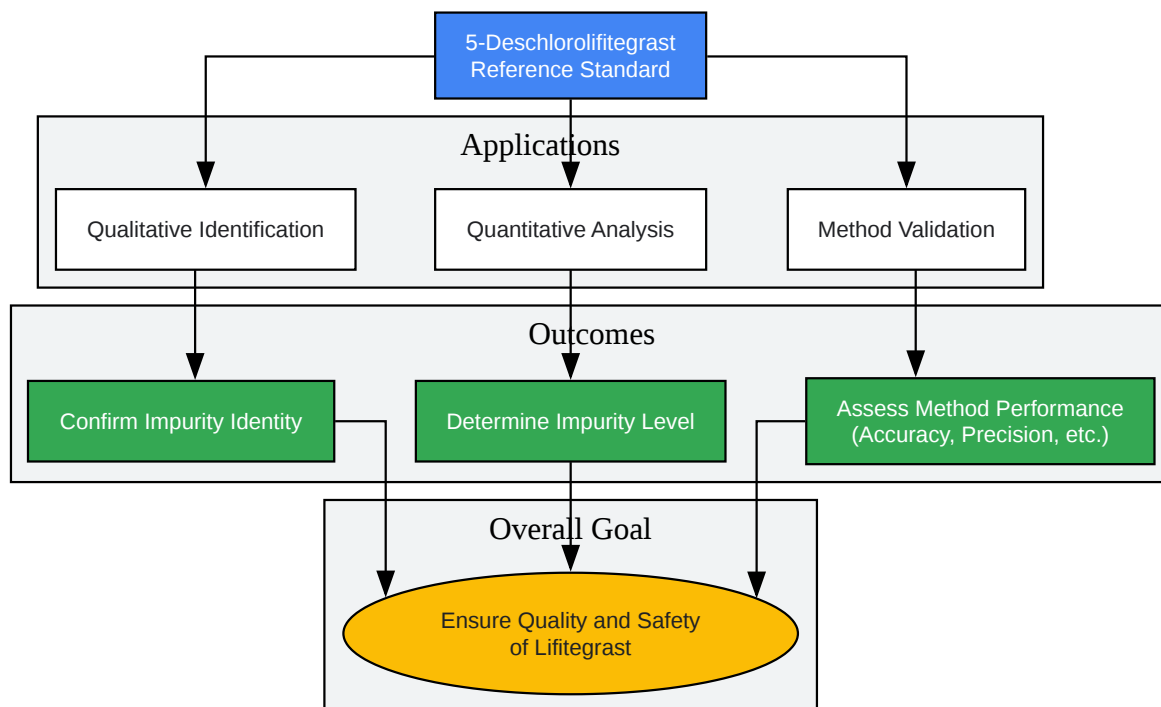 5-Deschlorolifitegrast
Reference Standard
Applications
Qualitative Identification
Quantitative Analysis
Method Validation
Outcomes
Confirm Impurity Identity
Determine Impurity Level
Assess Method Performance
(Accuracy, Precision, etc.)
Overall Goal
Ensure Quality and Safety
of Lifitegrast